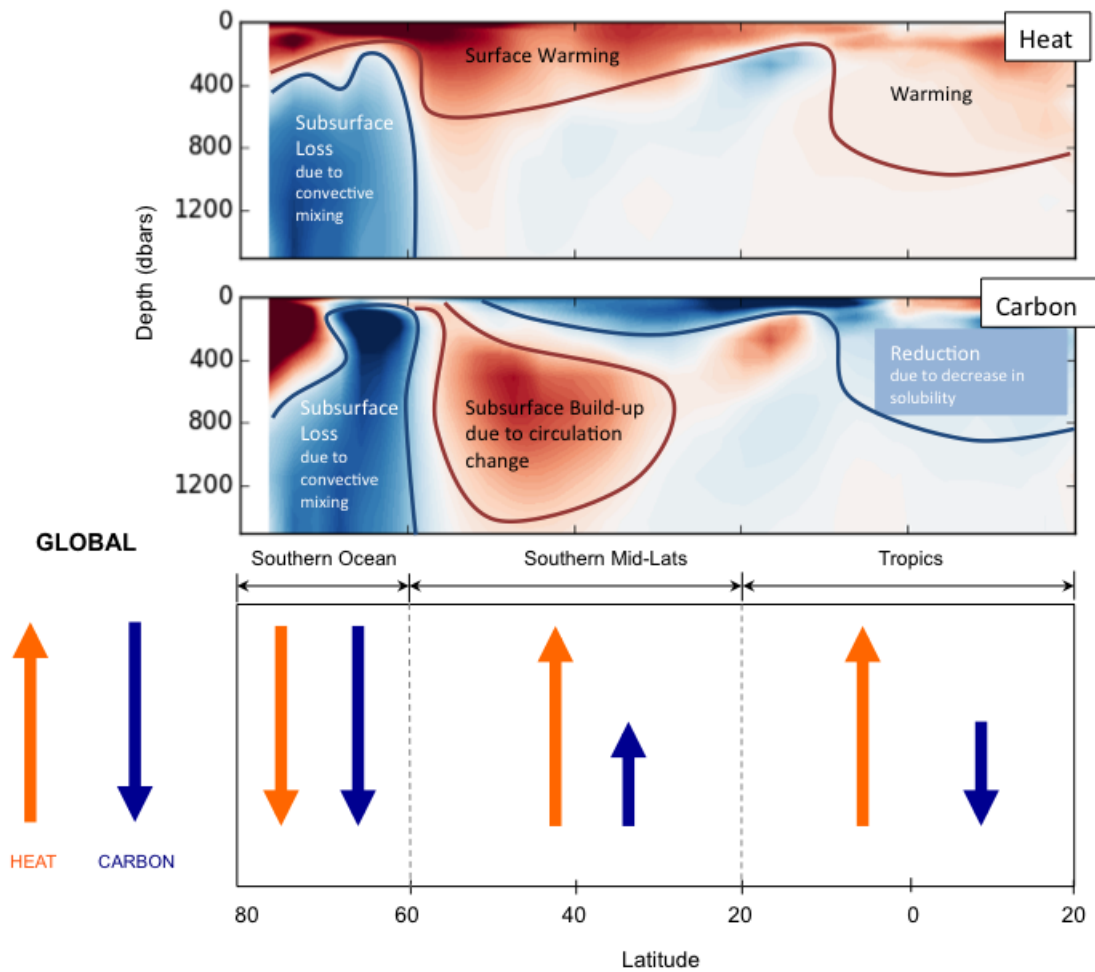 Heat
0
400
800
1200
Surface Warming
Warming
Subsurface
Loss
due to
convective
mixing
Depth (dbars)
Carbon
0
400
800
1200
Reduction
due to decrease in
solubility
Subsurface
Loss
due to
convective
mixing
Subsurface Build-up
due to circulation
change
GLOBAL
Southern Ocean
Southern Mid-Lats
Tropics
HEAT
CARBON
80
60
40
20
0
20
Latitude